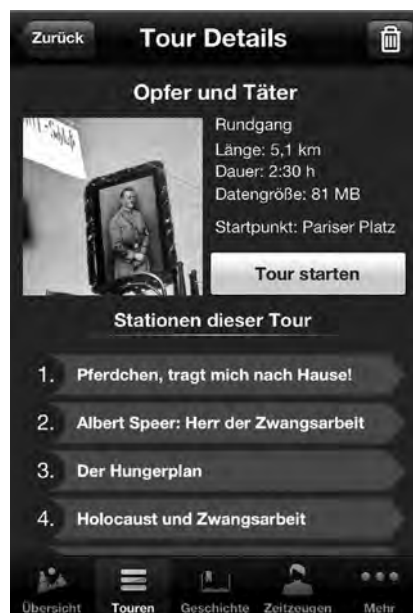 Zurück
Tour Details
Opfer und Täter
Rundgang
Länge: 5,1 km
Dauer: 2:30 h
Datengröße: 81 MB
Startpunkt: Pariser Platz
Tour starten
Stationen dieser Tour
1. Pferdchen, tragt mich nach Hause!
2. Albert Speer: Herr der Zwangsarbeit
3. Der Hungerplan
4. Holocaust und Zwangsarbeit
Übersicht Touren Geschichte Zeitzeugen Mehr